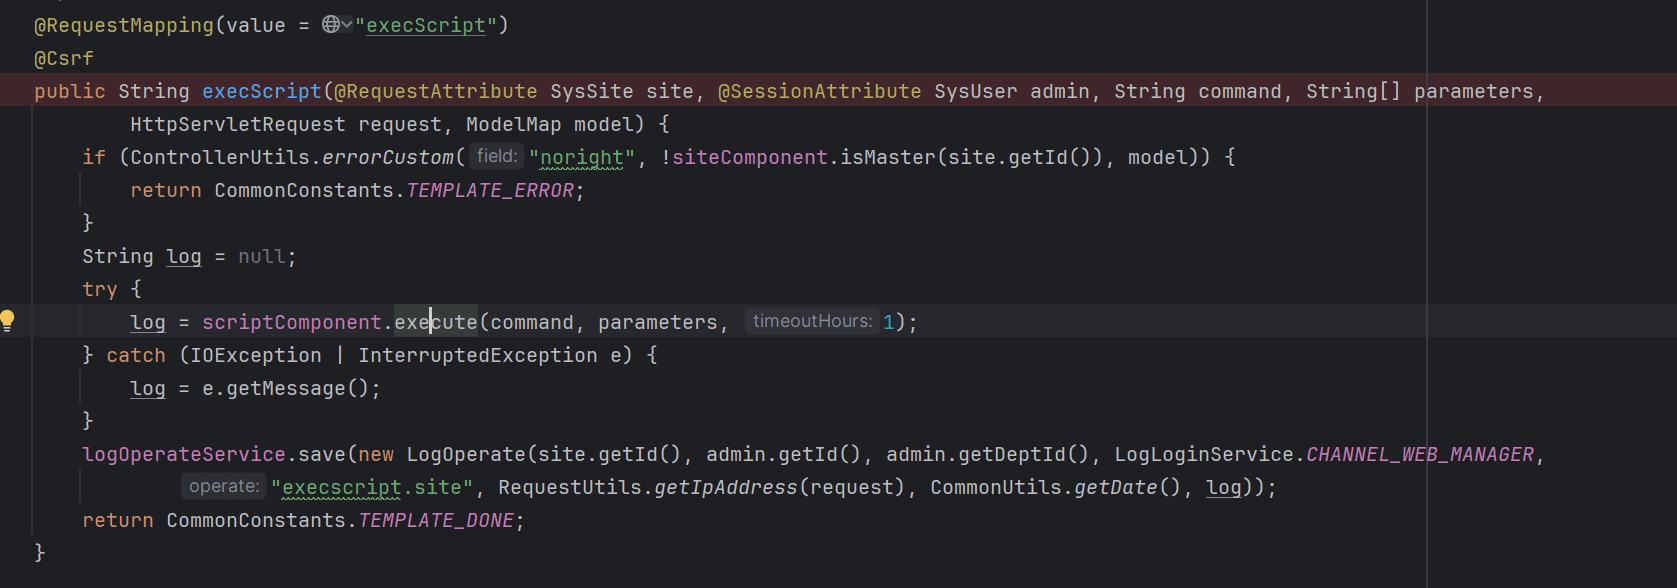 @RequestMapping(value = "execScript")
@Csrf
public String execScript(@RequestAttribute SysSite site, @SessionAttribute SysUser admin, String command, String[] parameters,
HttpServletRequest request, ModelMap model) {
if (ControllerUtils.errorCustom( field: "noright", !siteComponent.isMaster(site.getId()), model)) {
return CommonConstants.TEMPLATE_ERROR;
}
String log = null;
try {
log = scriptComponent.execute(command, parameters, timeoutHours: 1);
} catch (IOException | InterruptedException e) {
log = e.getMessage();
}
logOperateService.save(new LogOperate(site.getId(), admin.getId(), admin.getDeptId(), LogLoginService.CHANNEL_WEB_MANAGER,
operate: "execscript.site", RequestUtils.getIpAddress(request), CommonUtils.getDate(), log));
return CommonConstants.TEMPLATE_DONE;
}